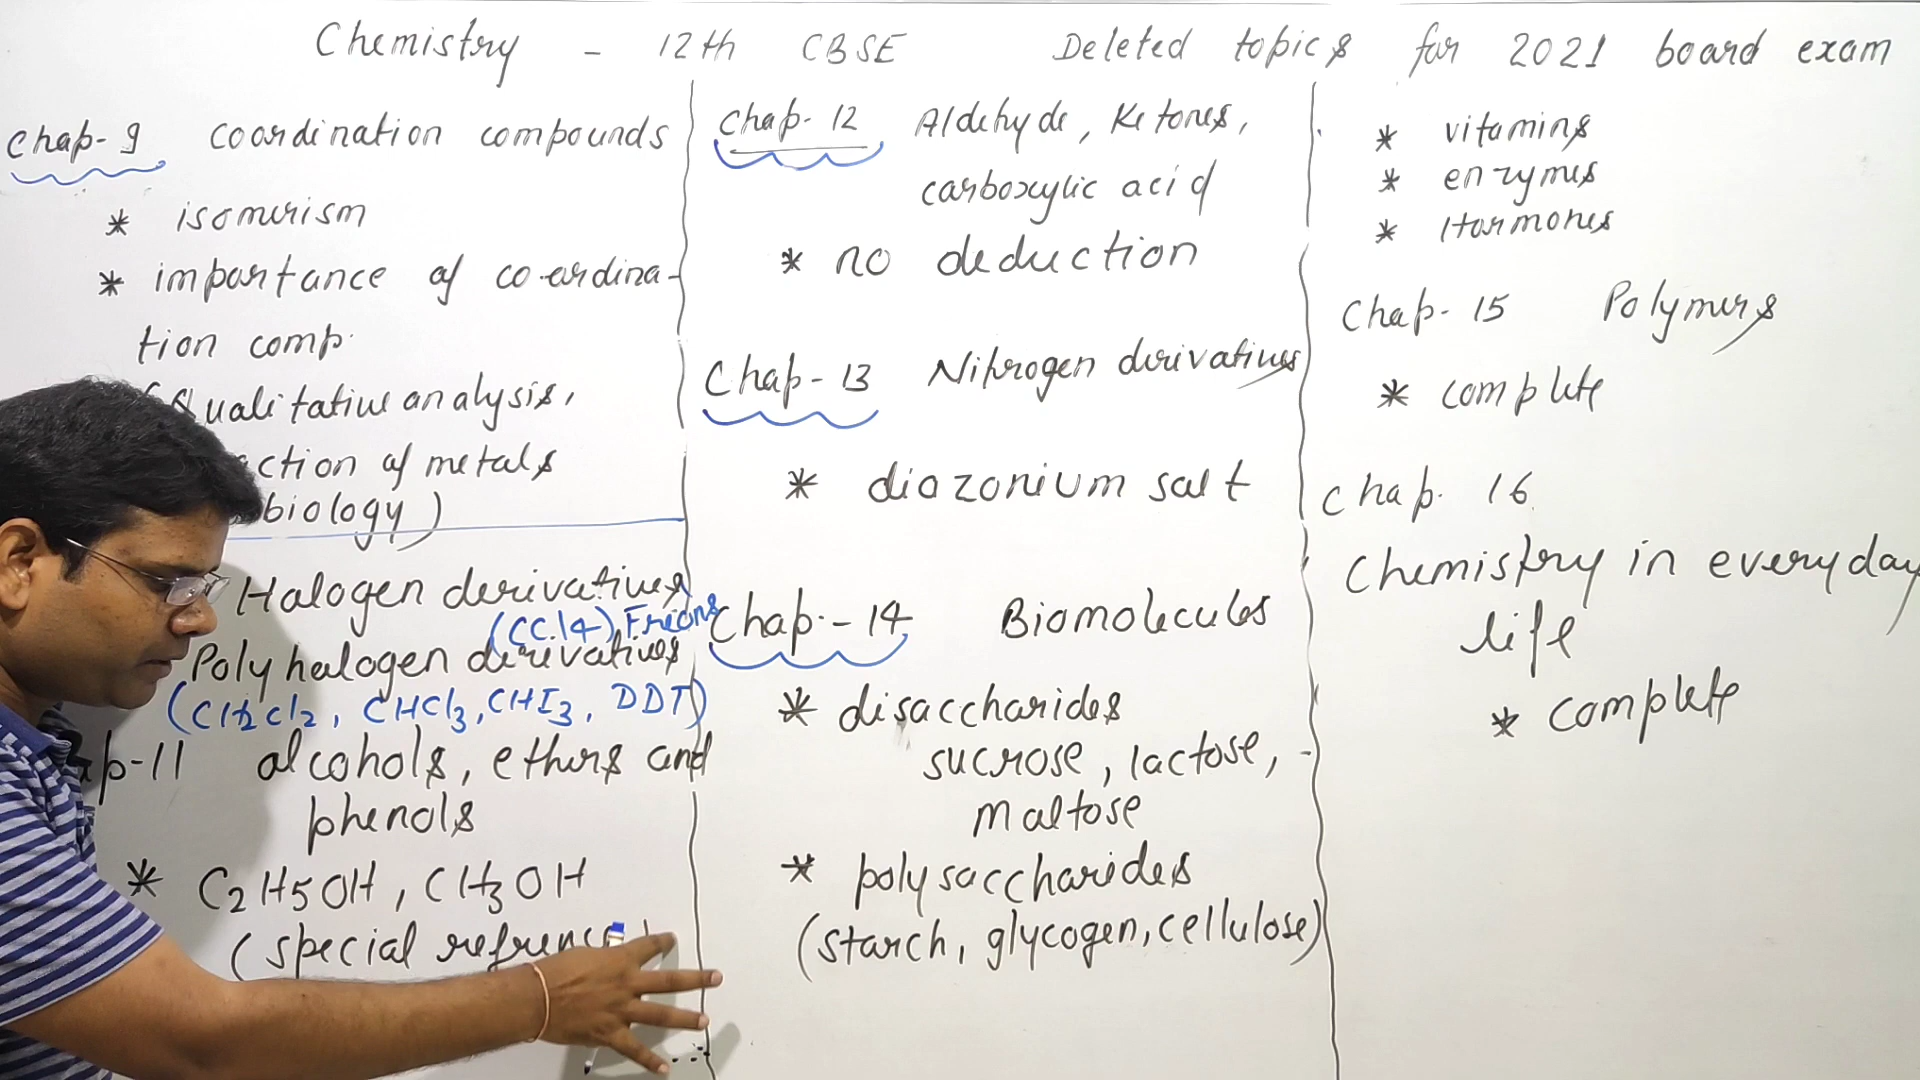 Chemistry - 12th CBSE Deleted topics for 2021 board exam
Chap-9 coordination compounds
* isomerism
* importance of co-ordina-
tion comp.
(Qualitative analysis,
ction of metals
biology)
Halogen derivatives
(CCl4), Freons
Polyhalogen derivatives
(CH2Cl2, CHCl3, CHI3, DDT)
ap-11 alcohols, ethers and
phenols
* C2H5OH, CH3OH
(special refrence)
Chap-12 Aldehyde, Ketones,
carboxylic acid
* no deduction
Chap-13 Nitrogen derivatives
* diazonium salt
Chap.-14 Biomolecules
* disaccharides
sucrose, lactose,
maltose
* polysaccharides
(starch, glycogen, cellulose)
* vitamins
* enzymes
* Hormones
Chap-15 Polymers
* complete
Chap. 16
Chemistry in everyday
life
* complete